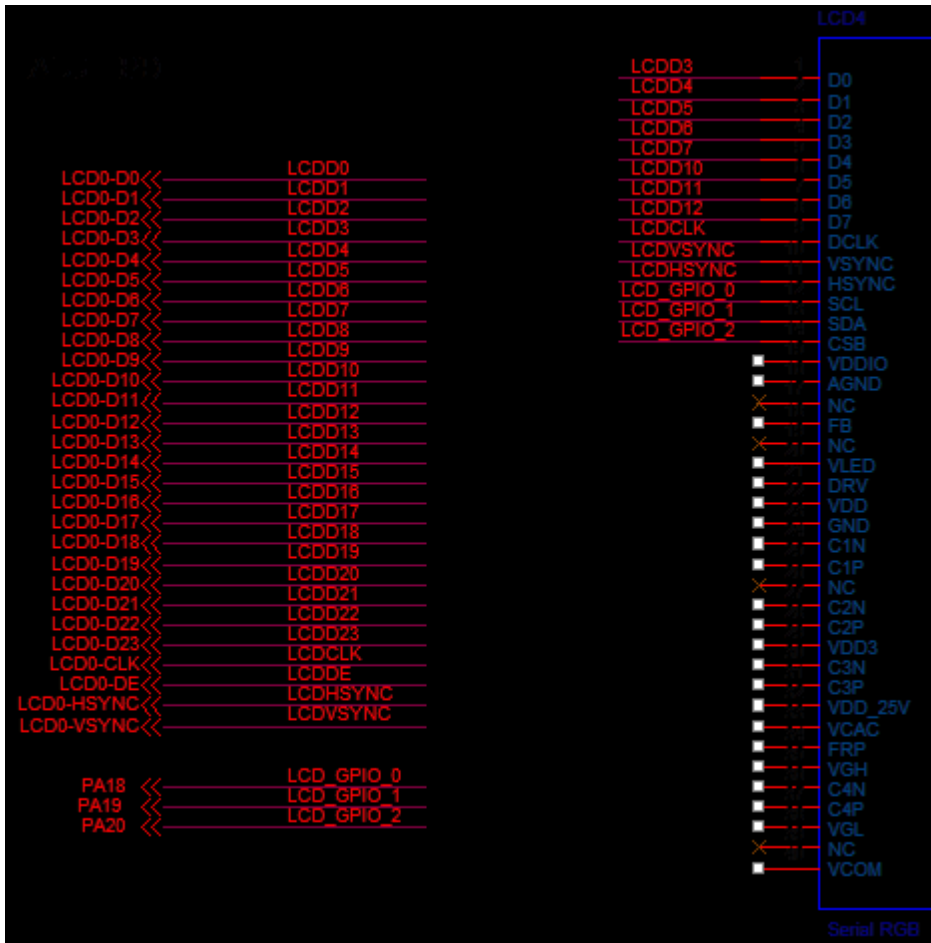 LCD4
LCDD3
D0
LCDD4
D1
LCDD5
D2
LCDD6
D3
LCDD7
D4
LCDD10
D5
LCDD11
D6
LCDD12
D7
LCDCLK
DCLK
LCDVSYNC
VSYNC
LCDHSYNC
HSYNC
LCD_GPIO_0
SCL
LCD_GPIO_1
SDA
LCD_GPIO_2
CSB
VDDIO
AGND
NC
FB
NC
VLED
DRV
VDD
GND
C1N
C1P
NC
C2N
C2P
VDD3
C3N
C3P
VDD_25V
VCAC
FRP
VGH
C4N
C4P
VGL
NC
VCOM
Serial RGB
LCD0-D0 LCDD0
LCD0-D1 LCDD1
LCD0-D2 LCDD2
LCD0-D3 LCDD3
LCD0-D4 LCDD4
LCD0-D5 LCDD5
LCD0-D6 LCDD6
LCD0-D7 LCDD7
LCD0-D8 LCDD8
LCD0-D9 LCDD9
LCD0-D10 LCDD10
LCD0-D11 LCDD11
LCD0-D12 LCDD12
LCD0-D13 LCDD13
LCD0-D14 LCDD14
LCD0-D15 LCDD15
LCD0-D16 LCDD16
LCD0-D17 LCDD17
LCD0-D18 LCDD18
LCD0-D19 LCDD19
LCD0-D20 LCDD20
LCD0-D21 LCDD21
LCD0-D22 LCDD22
LCD0-D23 LCDD23
LCD0-CLK LCDCLK
LCD0-DE LCDDE
LCD0-HSYNC LCDHSYNC
LCD0-VSYNC LCDVSYNC
PA18 LCD_GPIO_0
PA19 LCD_GPIO_1
PA20 LCD_GPIO_2